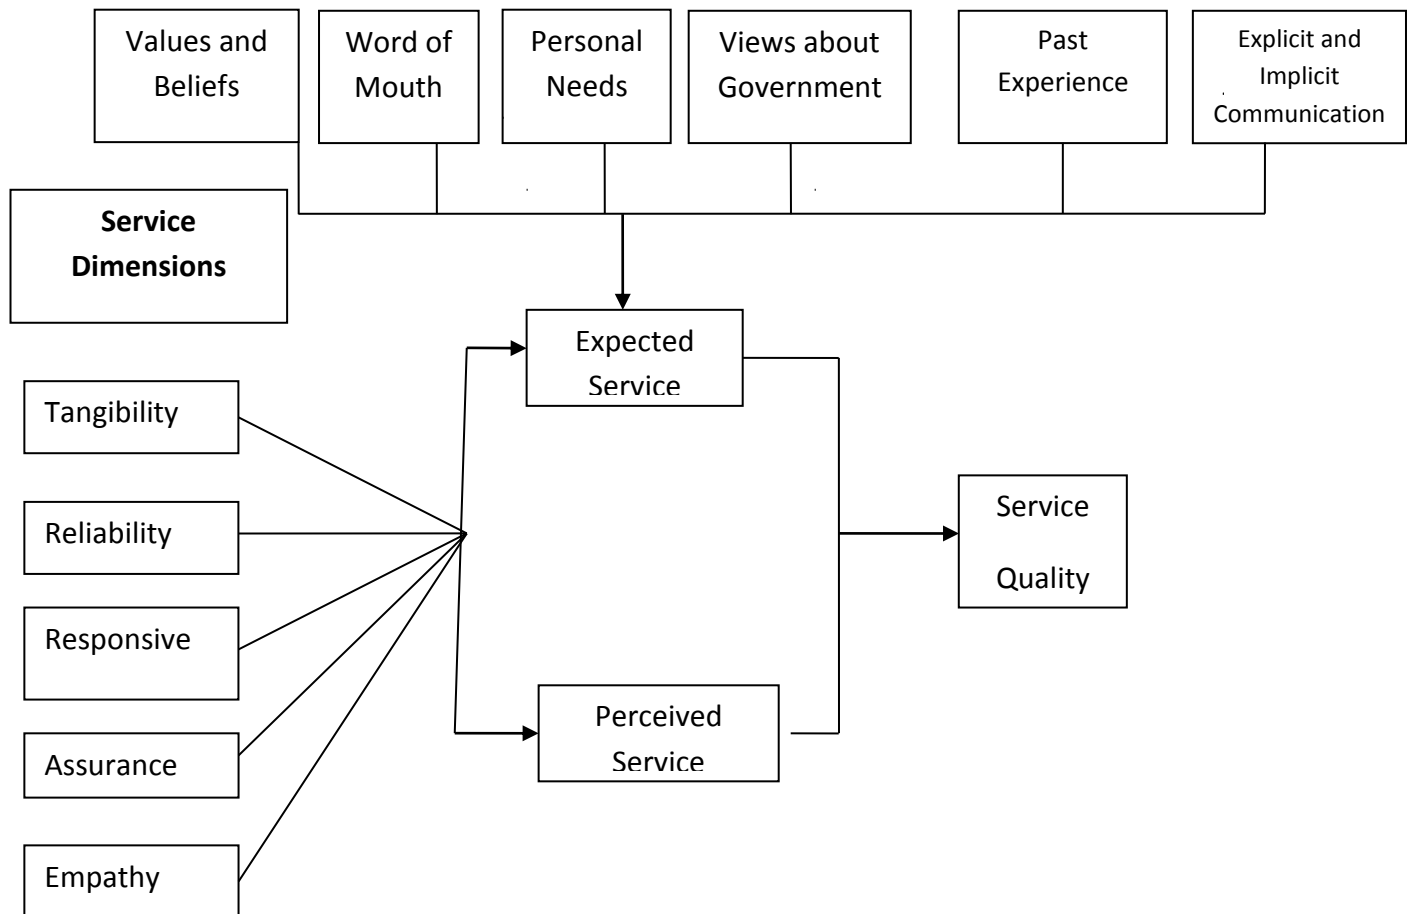 Values and
Beliefs
Word of
Mouth
Personal
Needs
Views about
Government
Past
Experience
Explicit and
Implicit
Communication
Service
Dimensions
Expected
Service
Tangibility
Reliability
Responsive
Assurance
Empathy
Service
Quality
Perceived
Service